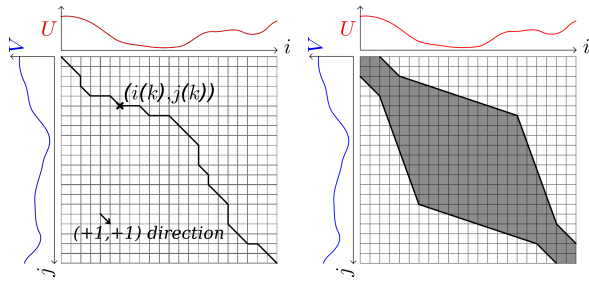 U
i
V
(i(k),j(k))
(+1,+1) direction
j
U
i
V
j